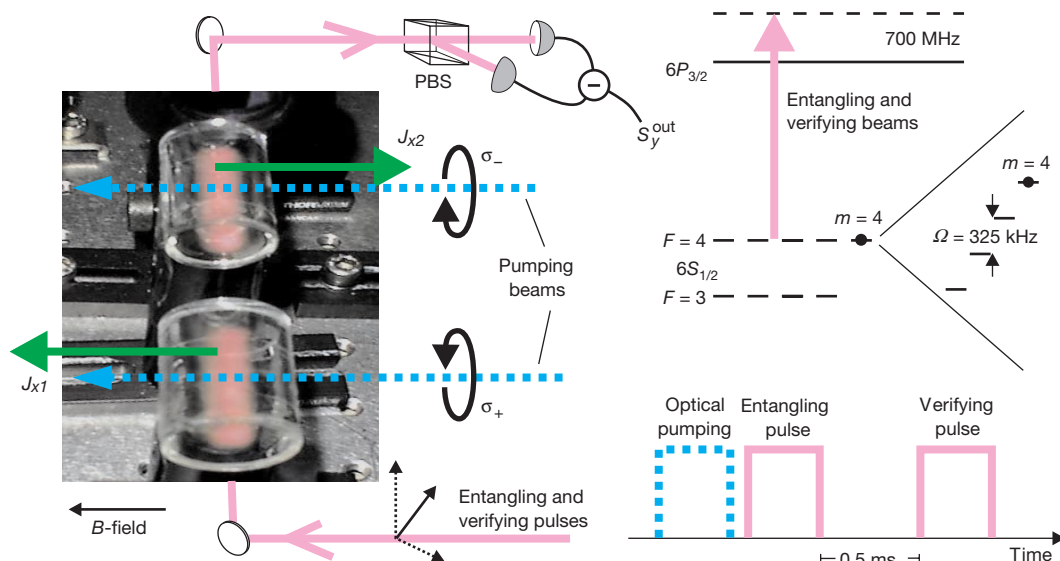 PBS
S_y^out
J_x2
σ_−
Pumping
beams
J_x1
σ_+
B-field
Entangling and
verifying pulses
700 MHz
6P_3/2
Entangling and
verifying beams
m = 4
m = 4
F = 4
Ω = 325 kHz
6S_1/2
F = 3
Optical
pumping
Entangling
pulse
Verifying
pulse
0.5 ms
Time